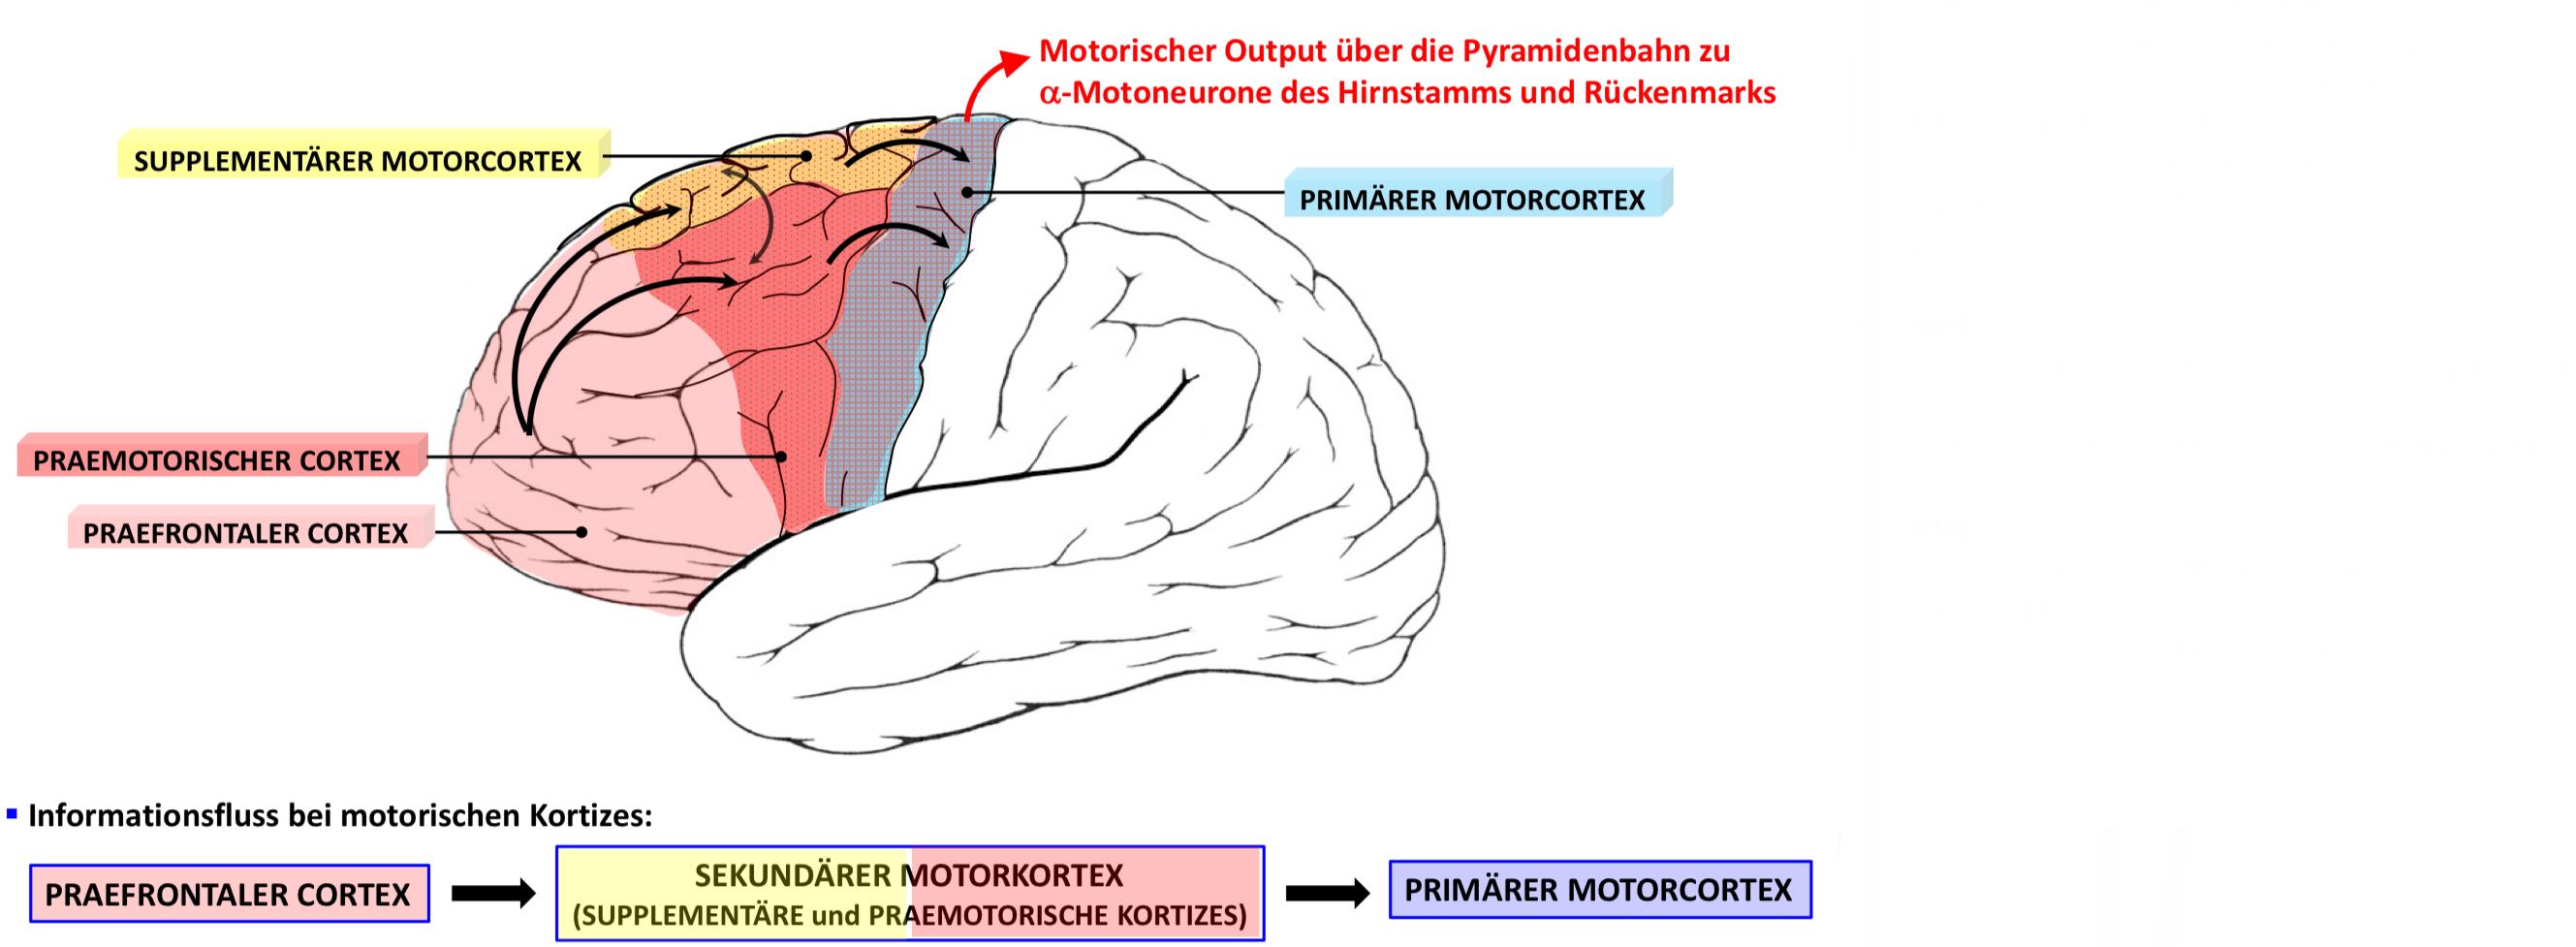 Motorischer Output über die Pyramidenbahn zu
α-Motoneurone des Hirnstamms und Rückenmarks
SUPPLEMENTÄRER MOTORCORTEX
PRIMÄRER MOTORCORTEX
PRAEMOTORISCHER CORTEX
PRAEFRONTALER CORTEX
▪ Informationsfluss bei motorischen Kortizes:
PRAEFRONTALER CORTEX
SEKUNDÄRER MOTORKORTEX
(SUPPLEMENTÄRE und PRAEMOTORISCHE KORTIZES)
PRIMÄRER MOTORCORTEX